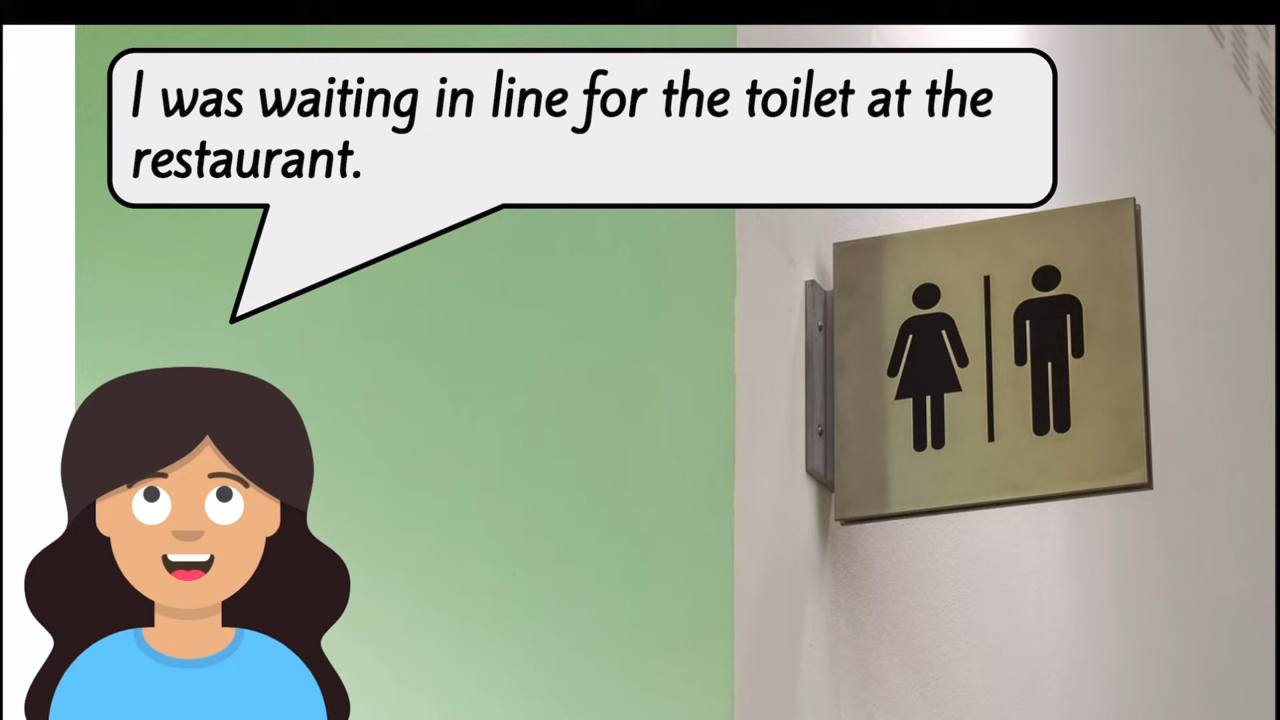 I was waiting in line for the toilet at the
restaurant.